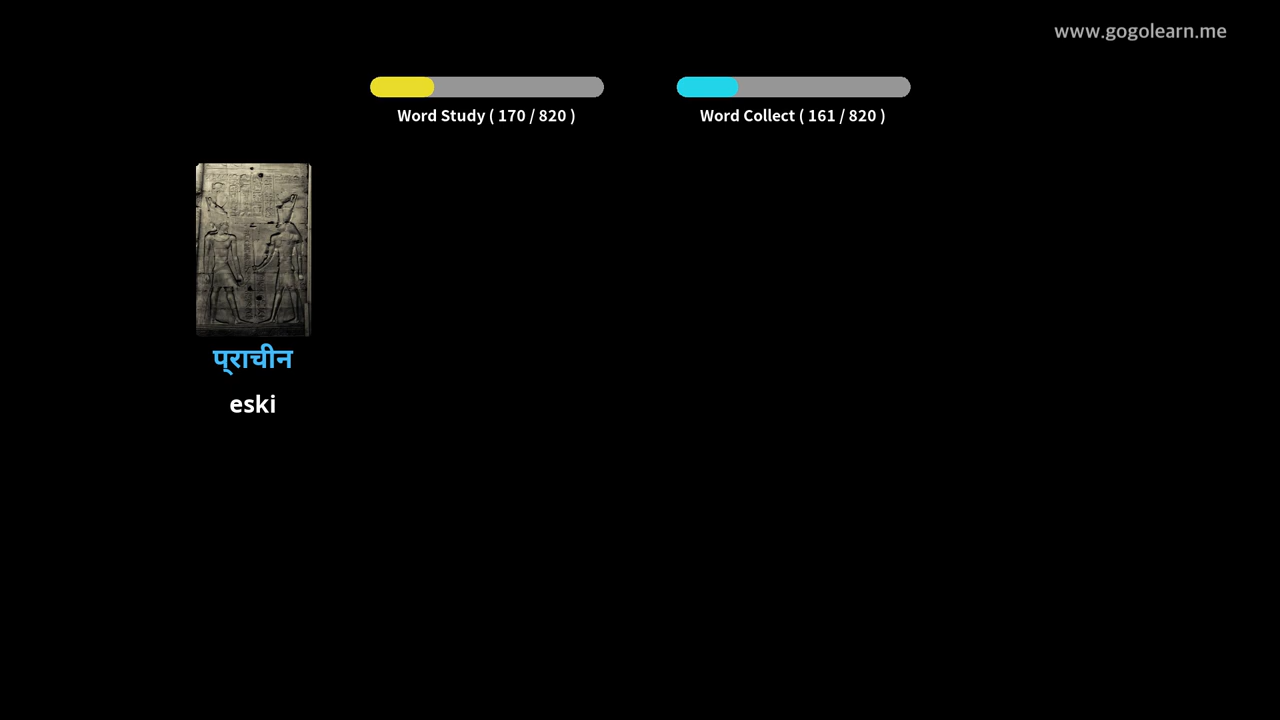 www.gogolearn.me
Word Study ( 170 / 820 )
Word Collect ( 161 / 820 )
प्राचीन
eski